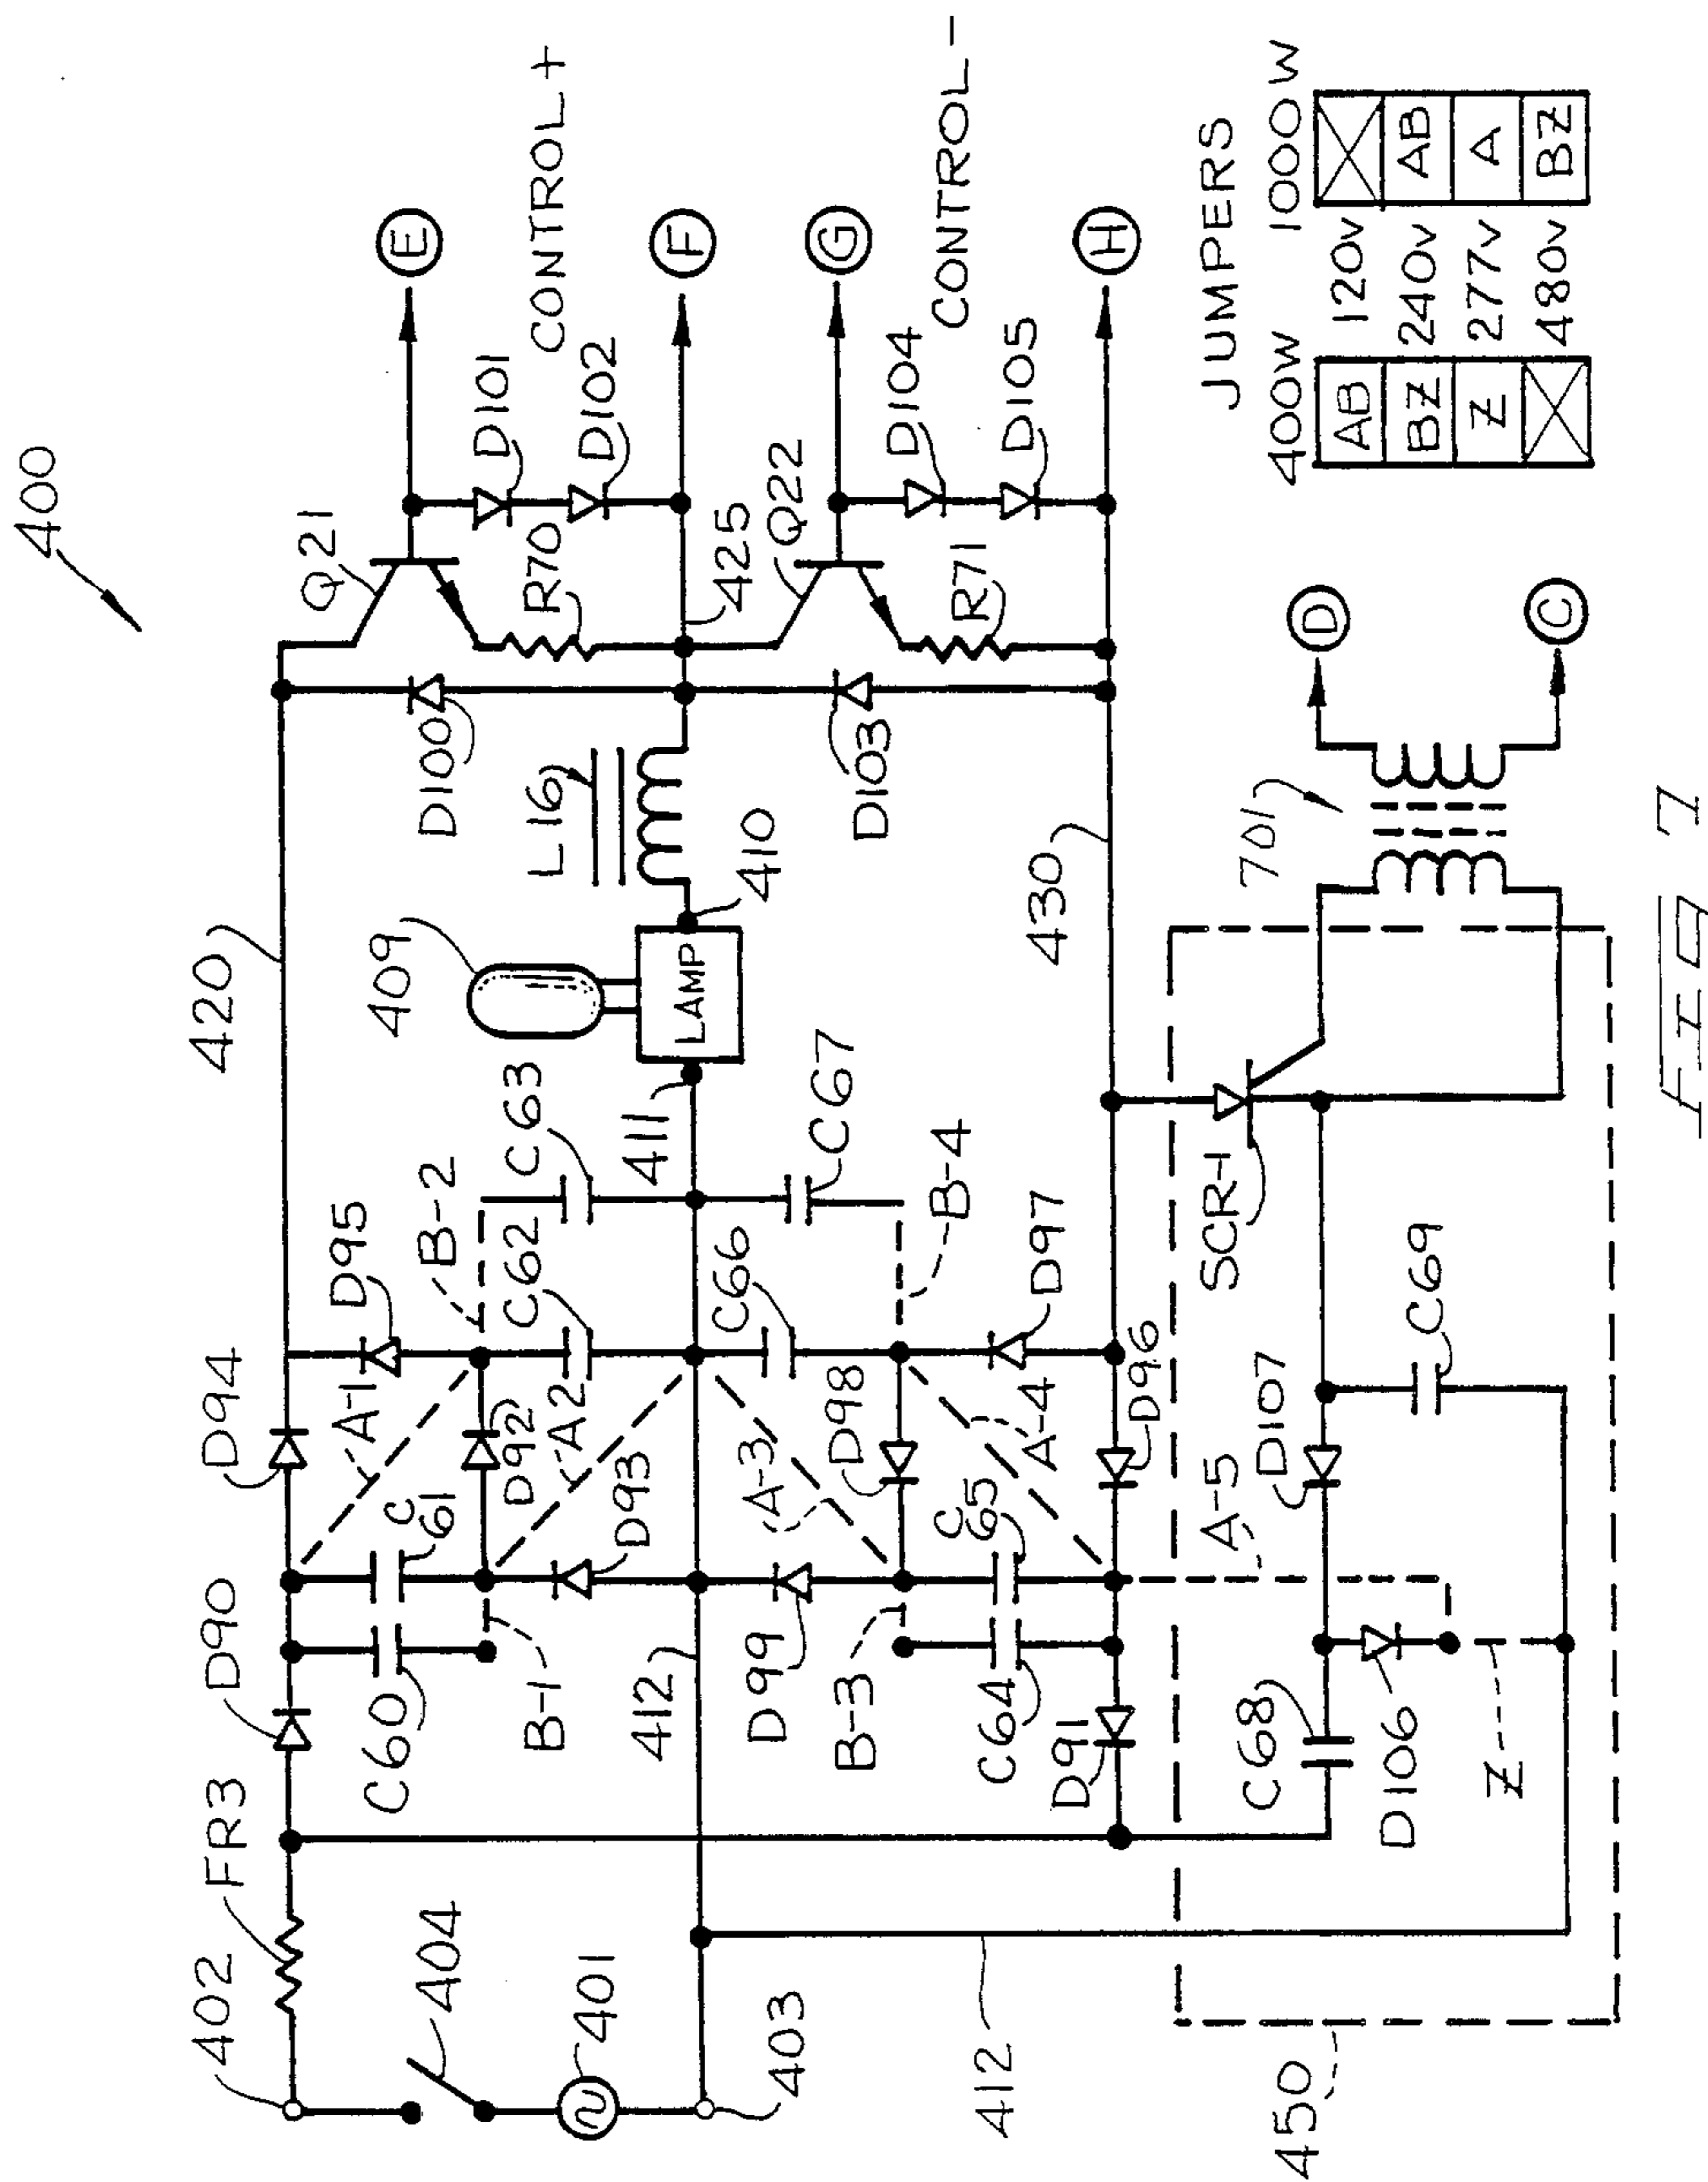 400
420
D94
D95
D90
FR3
402
404
401
403
412
C60
C
61
A-1
B-2
D92
A2
C62
C63
D93
B-1
412
D99
A-3
B-3
C64
C
65
D98
A-4
C66
C67
B-4
D97
D96
D91
411
409
LAMP
410
L16
D100
D103
430
Q21
R70
D101
D102
CONTROL+
E
F
425
Q22
R71
D104
D105
CONTROL-
G
H
450
C68
D106
Z
A-5
D107
C69
SCR-1
701
D
C
JUMPERS
400W 1000W
AB 120v
BZ 240v AB
Z 277v A
480v BZ
FIG 7